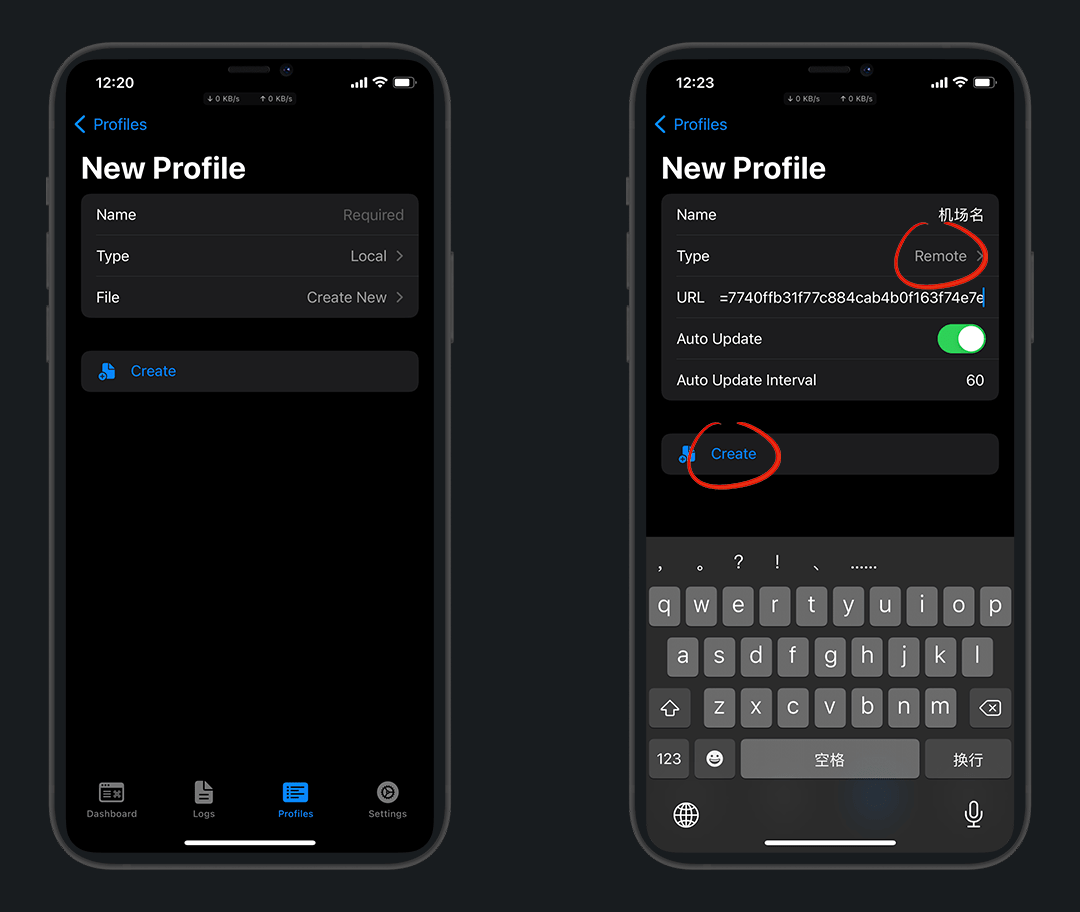 12:20
↓ 0 KB/s ↑ 0 KB/s
Profiles
New Profile
Name Required
Type Local
File Create New
Create
Dashboard Logs Profiles Settings
12:23
↓ 0 KB/s ↑ 0 KB/s
Profiles
New Profile
Name 机场名
Type Remote
URL =7740ffb31f77c884cab4b0f163f74e7e
Auto Update
Auto Update Interval 60
Create
, 。 ? ! 、 ……
q w e r t y u i o p
a s d f g h j k l
z x c v b n m
123 空格 换行